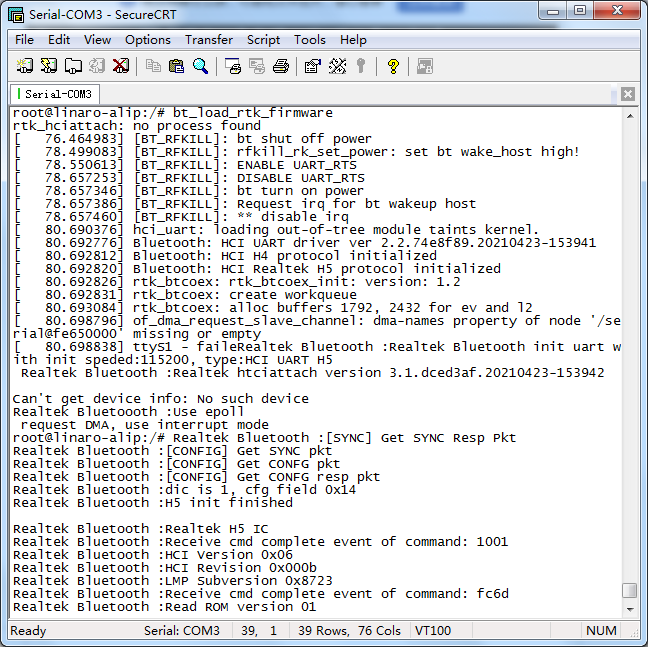 Serial-COM3 - SecureCRT
File Edit View Options Transfer Script Tools Help
Serial-COM3
root@linaro-alip:/# bt_load_rtk_firmware
rtk_hciattach: no process found
[   76.464983] [BT_RFKILL]: bt shut off power
[   78.499083] [BT_RFKILL]: rfkill_rk_set_power: set bt wake_host high!
[   78.550613] [BT_RFKILL]: ENABLE UART_RTS
[   78.657253] [BT_RFKILL]: DISABLE UART_RTS
[   78.657346] [BT_RFKILL]: bt turn on power
[   78.657386] [BT_RFKILL]: Request irq for bt wakeup host
[   78.657460] [BT_RFKILL]: ** disable irq
[   80.690376] hci_uart: loading out-of-tree module taints kernel.
[   80.692776] Bluetooth: HCI UART driver ver 2.2.74e8f89.20210423-153941
[   80.692812] Bluetooth: HCI H4 protocol initialized
[   80.692820] Bluetooth: HCI Realtek H5 protocol initialized
[   80.692826] rtk_btcoex: rtk_btcoex_init: version: 1.2
[   80.692831] rtk_btcoex: create workqueue
[   80.693084] rtk_btcoex: alloc buffers 1792, 2432 for ev and l2
[   80.698796] of_dma_request_slave_channel: dma-names property of node '/se
rial@fe650000' missing or empty
[   80.698838] ttyS1 - faileRealtek Bluetooth :Realtek Bluetooth init uart w
ith init speded:115200, type:HCI UART H5
 Realtek Bluetooth :Realtek htciattach version 3.1.dced3af.20210423-153942

Can't get device info: No such device
Realtek Bluetoooth :Use epoll
 request DMA, use interrupt mode
root@linaro-alip:/# Realtek Bluetooth :[SYNC] Get SYNC Resp Pkt
Realtek Bluetooth :[CONFIG] Get SYNC pkt
Realtek Bluetooth :[CONFIG] Get CONFG pkt
Realtek Bluetooth :[CONFIG] Get CONFG resp pkt
Realtek Bluetooth :dic is 1, cfg field 0x14
Realtek Bluetooth :H5 init finished

Realtek Bluetooth :Realtek H5 IC
Realtek Bluetooth :Receive cmd complete event of command: 1001
Realtek Bluetooth :HCI Version 0x06
Realtek Bluetooth :HCI Revision 0x000b
Realtek Bluetooth :LMP Subversion 0x8723
Realtek Bluetooth :Receive cmd complete event of command: fc6d
Realtek Bluetooth :Read ROM version 01
Ready Serial: COM3 39, 1 39 Rows, 76 Cols VT100 NUM